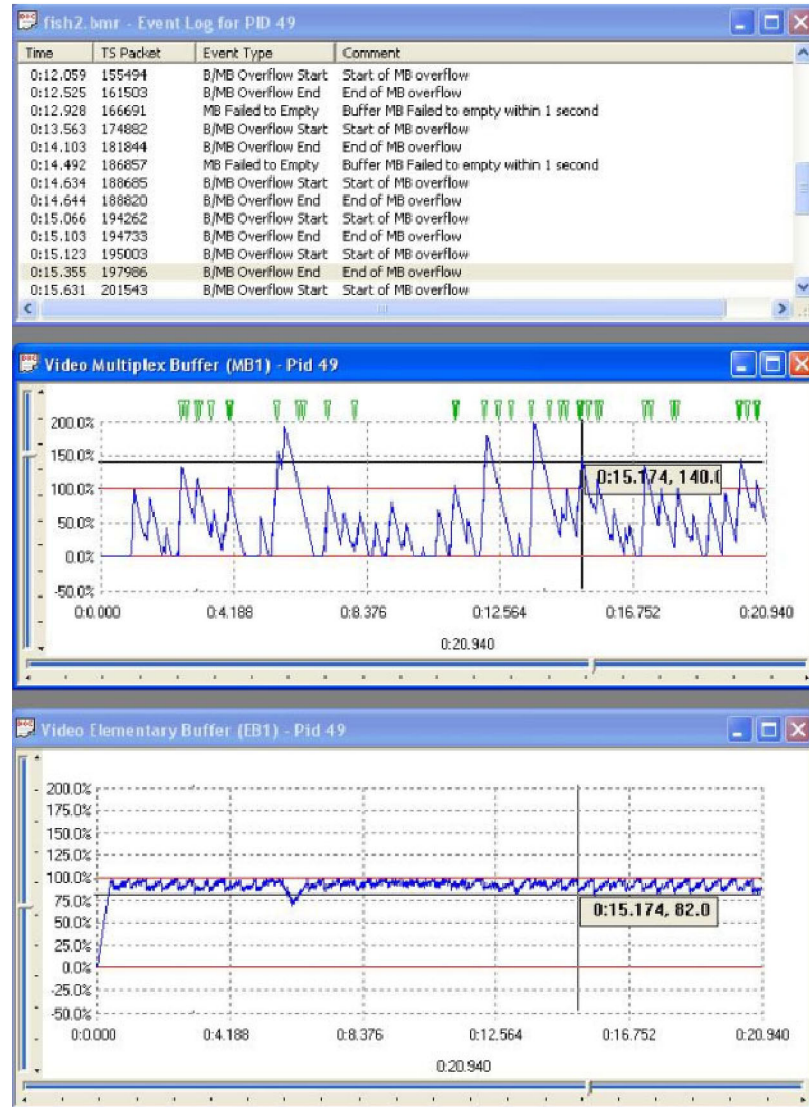 fish2.bmr - Event Log for PID 49
Time TS Packet Event Type Comment
0:12.059 155494 B/MB Overflow Start Start of MB overflow
0:12.525 161503 B/MB Overflow End End of MB overflow
0:12.928 166691 MB Failed to Empty Buffer MB Failed to empty within 1 second
0:13.563 174882 B/MB Overflow Start Start of MB overflow
0:14.103 181844 B/MB Overflow End End of MB overflow
0:14.492 186857 MB Failed to Empty Buffer MB Failed to empty within 1 second
0:14.634 188685 B/MB Overflow Start Start of MB overflow
0:14.644 188820 B/MB Overflow End End of MB overflow
0:15.066 194262 B/MB Overflow Start Start of MB overflow
0:15.103 194733 B/MB Overflow End End of MB overflow
0:15.123 195003 B/MB Overflow Start Start of MB overflow
0:15.355 197986 B/MB Overflow End End of MB overflow
0:15.631 201543 B/MB Overflow Start Start of MB overflow
Video Multiplex Buffer (MB1) - Pid 49
200.0%
150.0%
100.0%
0:15.174, 140.0
50.0%
0.0%
-50.0%
0:0.000 0:4.188 0:8.376 0:12.564 0:16.752 0:20.940
0:20.940
Video Elementary Buffer (EB1) - Pid 49
200.0%
175.0%
150.0%
125.0%
100.0%
75.0%
0:15.174, 82.0
50.0%
25.0%
0.0%
-25.0%
-50.0%
0:0.000 0:4.188 0:8.376 0:12.564 0:16.752 0:20.940
0:20.940